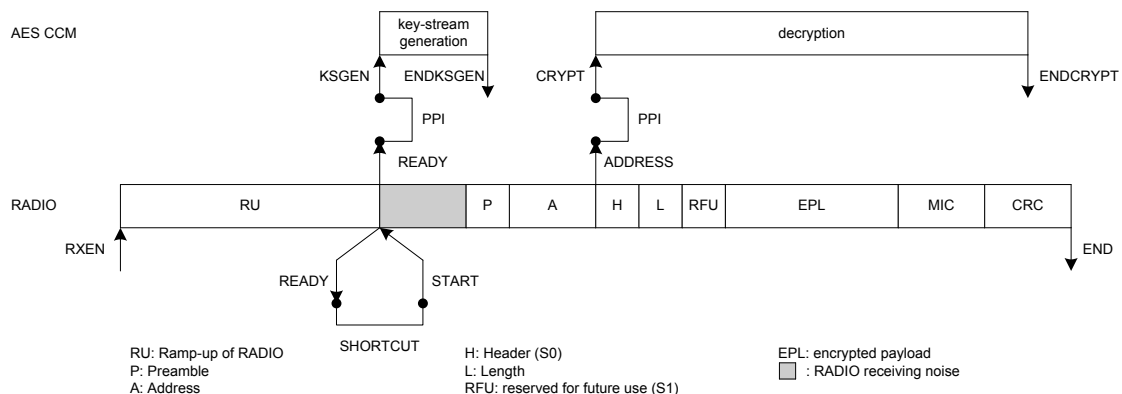 AES CCM
key-stream
generation
decryption
KSGEN
ENDKSGEN
CRYPT
ENDCRYPT
PPI
PPI
READY
ADDRESS
RADIO
RU
P
A
H
L
RFU
EPL
MIC
CRC
RXEN
END
READY
START
SHORTCUT
RU: Ramp-up of RADIO
P: Preamble
A: Address
H: Header (S0)
L: Length
RFU: reserved for future use (S1)
EPL: encrypted payload
: RADIO receiving noise